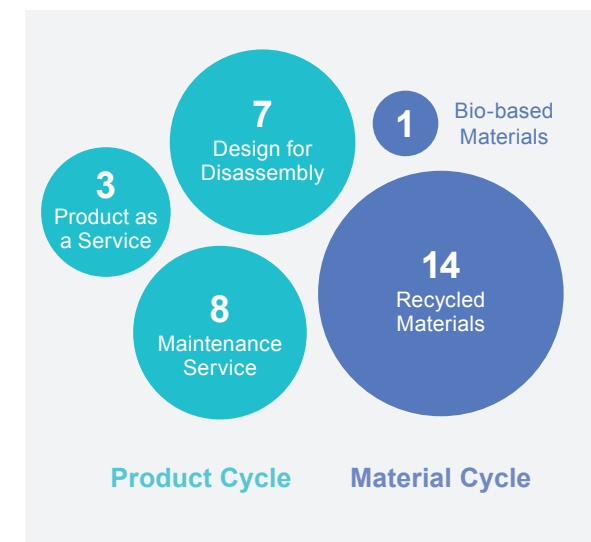 7
Design for
Disassembly
1
Bio-based
Materials
3
Product as
a Service
14
Recycled
Materials
8
Maintenance
Service
Product Cycle
Material Cycle